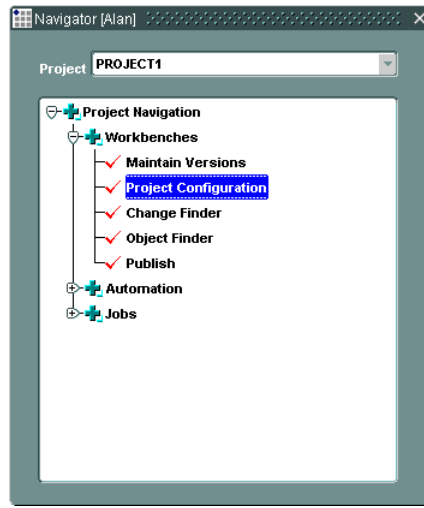 Navigator [Alan]
Project PROJECT1
Project Navigation
Workbenches
Maintain Versions
Project Configuration
Change Finder
Object Finder
Publish
Automation
Jobs